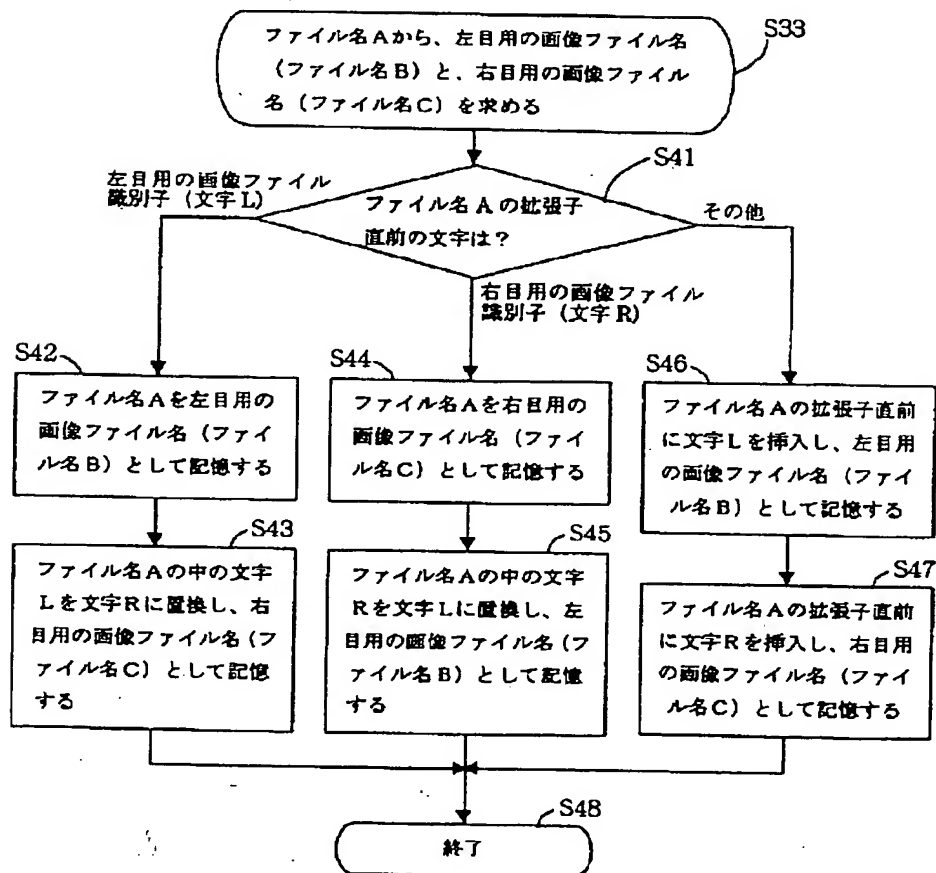 S33
ファイル名Aから、左目用の画像ファイル名
(ファイル名B)と、右目用の画像ファイル
名(ファイル名C)を求める
S41
ファイル名Aの拡張子
直前の文字は?
左目用の画像ファイル
識別子(文字L)
その他
右目用の画像ファイル
識別子(文字R)
S42
ファイル名Aを左目用の
画像ファイル名(ファイ
ル名B)として記憶する
S43
ファイル名Aの中の文字
Lを文字Rに置換し、右
目用の画像ファイル名(フ
ァイル名C)として記憶
する
S44
ファイル名Aを右目用の
画像ファイル名(ファイ
ル名C)として記憶する
S45
ファイル名Aの中の文字
Rを文字Lに置換し、左
目用の画像ファイル名(フ
ァイル名B)として記憶
する
S46
ファイル名Aの拡張子直前
に文字Lを挿入し、左目用
の画像ファイル名(ファイ
ル名B)として記憶する
S47
ファイル名Aの拡張子直前
に文字Rを挿入し、右目用
の画像ファイル名(ファイ
ル名C)として記憶する
S48
終了